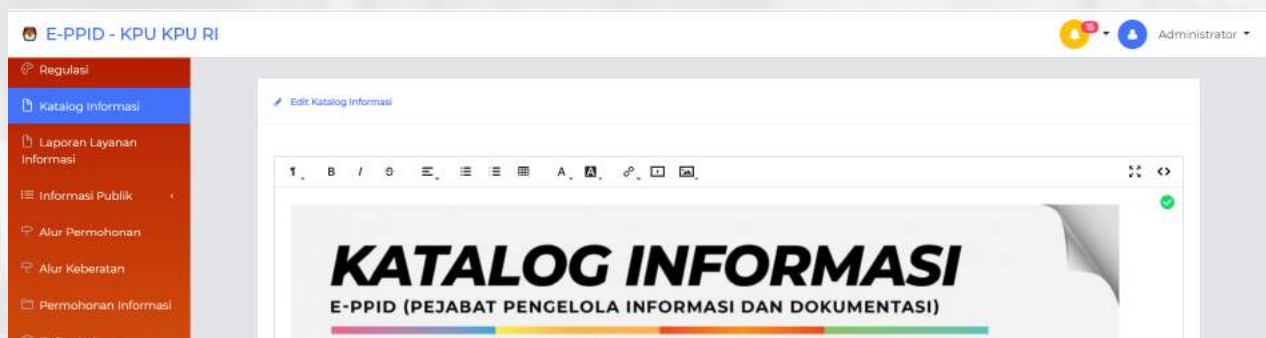 E-PPID - KPU KPU RI
15
Administrator
Regulasi
Katalog Informasi
Laporan Layanan
Informasi
Informasi Publik
Alur Permohonan
Alur Keberatan
Permohonan Informasi
Edit Katalog Informasi
B I S
A A
KATALOG INFORMASI
E-PPID (PEJABAT PENGELOLA INFORMASI DAN DOKUMENTASI)